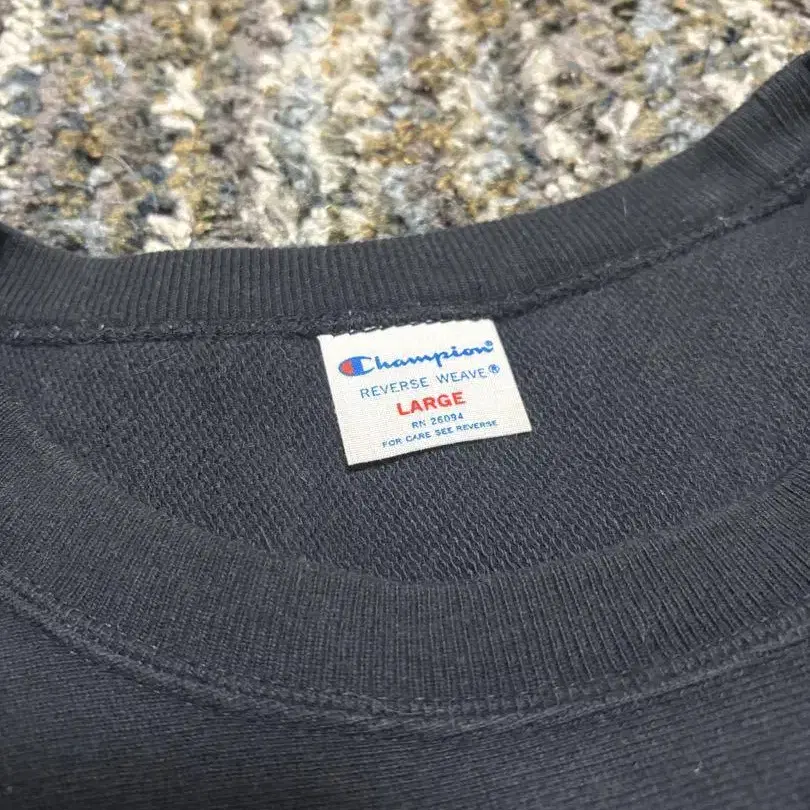 Champion®
REVERSE WEAVE®
LARGE
RN 26094
FOR CARE SEE REVERSE